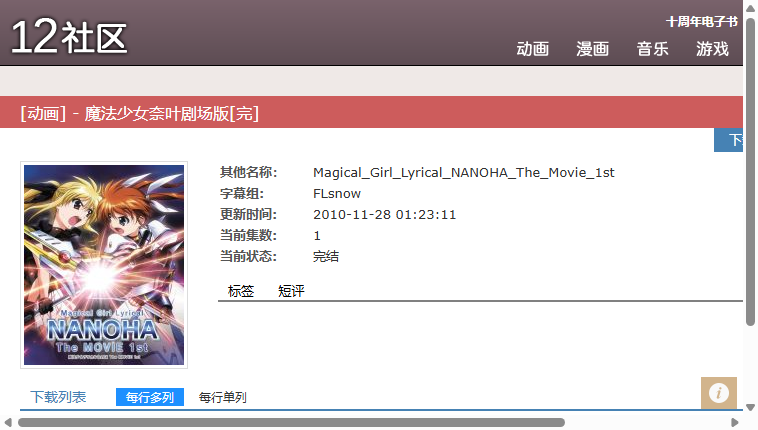 十周年电子书
12社区
动画 漫画 音乐 游戏
[动画] - 魔法少女奈叶剧场版[完]
下
其他名称: Magical_Girl_Lyrical_NANOHA_The_Movie_1st
字幕组: FLsnow
更新时间: 2010-11-28 01:23:11
当前集数: 1
当前状态: 完结
标签 短评
Magical Girl Lyrical
NANOHA
The MOVIE 1st
下载列表 每行多列 每行单列